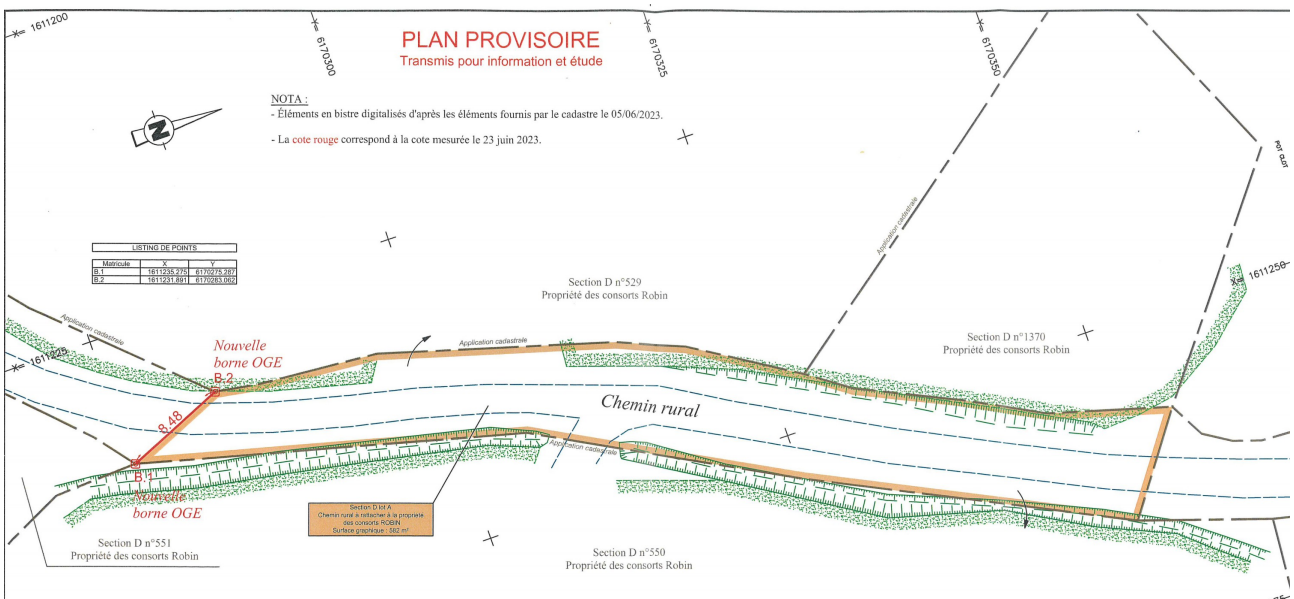 X= 1611200
Y= 6170300
Y= 6170325
Y= 6170350
PLAN PROVISOIRE
Transmis pour information et étude
NOTA :
- Éléments en bistre digitalisés d'après les éléments fournis par le cadastre le 05/06/2023.
- La cote rouge correspond à la cote mesurée le 23 juin 2023.
N
POT CLOT
Application cadastrale
LISTING DE POINTS
Matricule X Y
B.1 1611235.275 6170275.287
B.2 1611231.891 6170283.062
X= 1611250
Section D n°529
Propriété des consorts Robin
Application cadastrale
Section D n°1370
Propriété des consorts Robin
Nouvelle
borne OGE
B.2
Application cadastrale
X= 1611225
8.48
Chemin rural
Application cadastrale
B.1
Nouvelle
borne OGE
Section D lot A
Chemin rural à rattacher à la propriété
des consorts ROBIN
Surface graphique : 662 m²
Section D n°551
Propriété des consorts Robin
Section D n°550
Propriété des consorts Robin